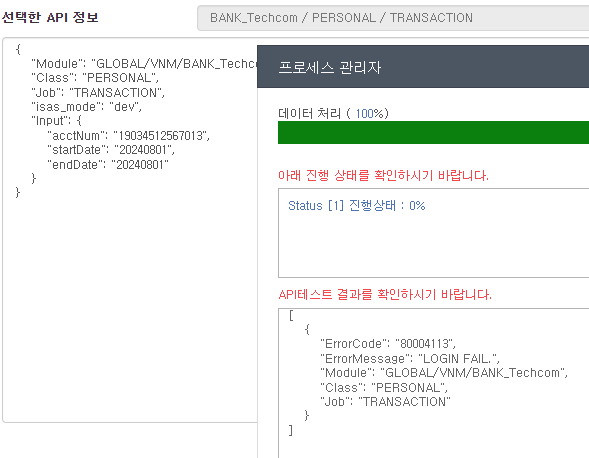 선택한 API 정보
BANK_Techcom / PERSONAL / TRANSACTION
{
"Module": "GLOBAL/VNM/BANK_Techco
"Class": "PERSONAL",
"Job": "TRANSACTION",
"isas_mode": "dev",
"Input": {
"acctNum": "19034512567013",
"startDate": "20240801",
"endDate": "20240801"
}
}
프로세스 관리자
데이터 처리 ( 100%)
아래 진행 상태를 확인하시기 바랍니다.
Status [1] 진행상태 : 0%
API테스트 결과를 확인하시기 바랍니다.
[
{
"ErrorCode": "80004113",
"ErrorMessage": "LOGIN FAIL.",
"Module": "GLOBAL/VNM/BANK_Techcom",
"Class": "PERSONAL",
"Job": "TRANSACTION"
}
]